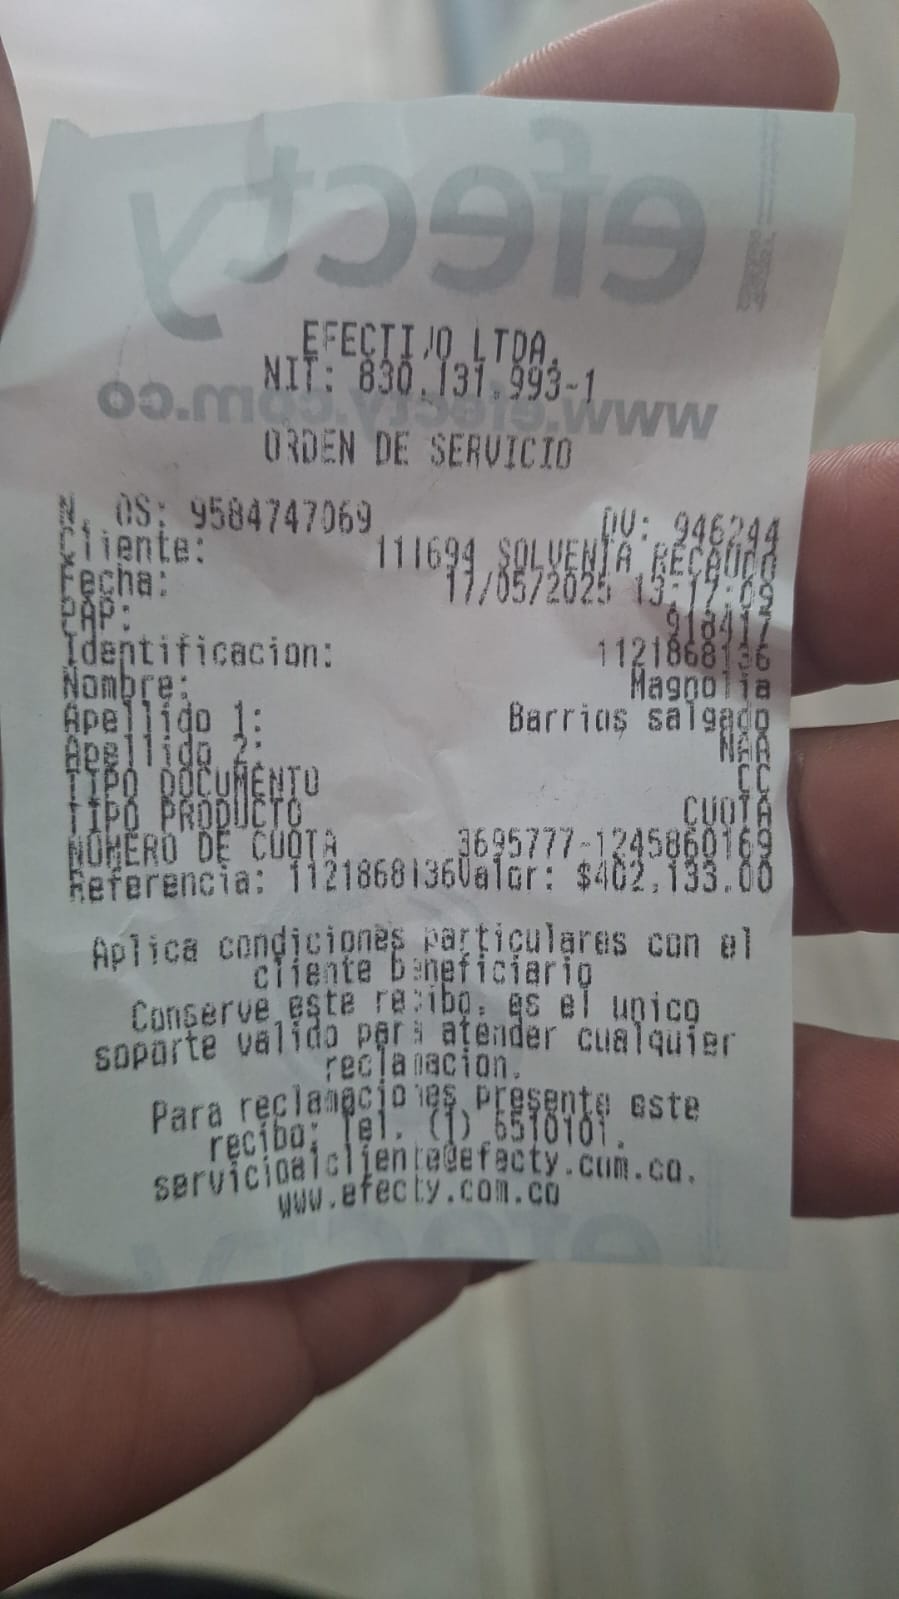 efecty
EFECTIVO LTDA.
NIT: 830.131.993-1
www.efecty.com.co
ORDEN DE SERVICIO
N. OS: 9584747069 DV: 946244
Cliente: 111694 SOLVENTA RECAUDO
Fecha: 17/05/2025 13:17:09
PAP: 918417
Identificacion: 1121868136
Nombre: Magnolia
Apellido 1: Barrios salgado
Apellido 2: NAA
TIPO DOCUMENTO CC
TIPO PRODUCTO CUOTA
NUMERO DE CUOTA 3695777-1245860169
Referencia: 1121868136Valor: $402,133.00
Aplica condiciones particulares con el
cliente beneficiario
Conserve este recibo, es el unico
soporte valido para atender cualquier
reclamacion.
Para reclamaciones presente este
recibo: Tel. (1) 6510101.
servicioalcliente@efecty.com.co.
www.efecty.com.co
efecty